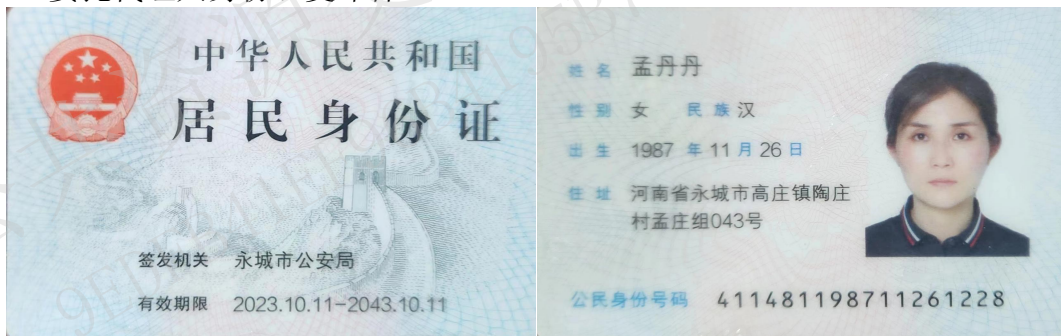 中华人民共和国
居民身份证
签发机关 永城市公安局
有效期限 2023.10.11-2043.10.11
姓名 孟丹丹
性别 女 民族 汉
出生 1987 年 11 月 26 日
住址 河南省永城市高庄镇陶庄
村孟庄组043号
公民身份号码 411481198711261228